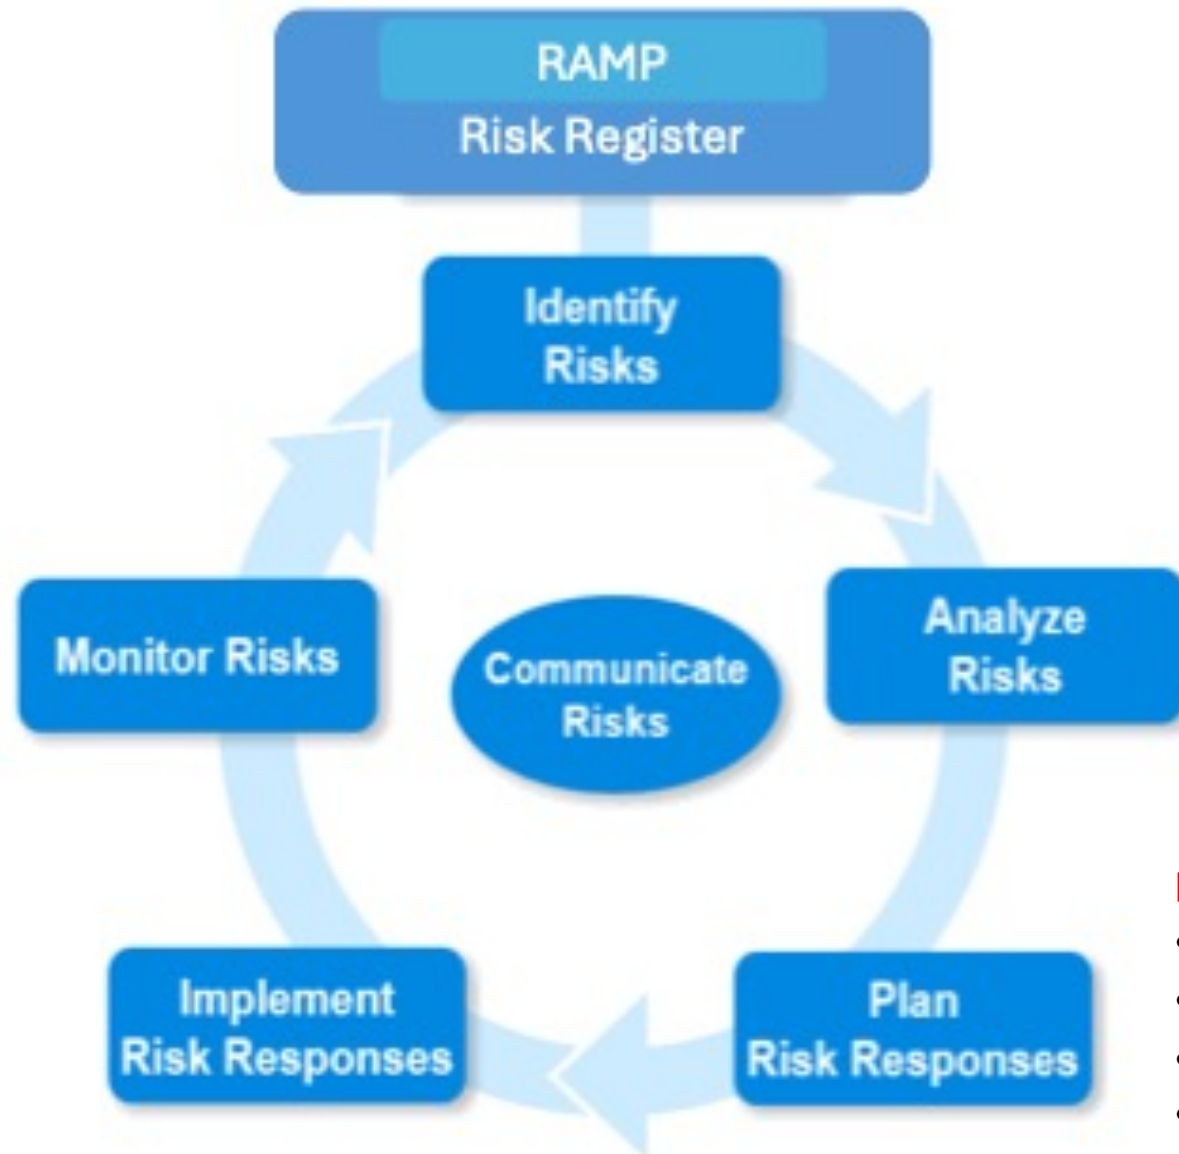 RAMP
Risk Register
Identify
Risks
Analyze
Risks
Plan
Risk Responses
Implement
Risk Responses
Monitor Risks
Communicate
Risks